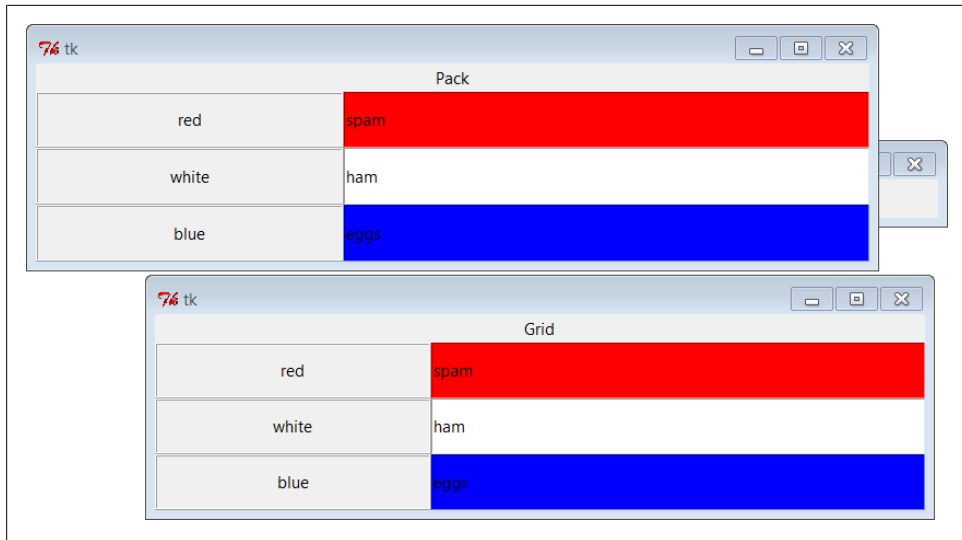 tk
Pack
red spam
white ham
blue eggs
tk
Grid
red spam
white ham
blue eggs